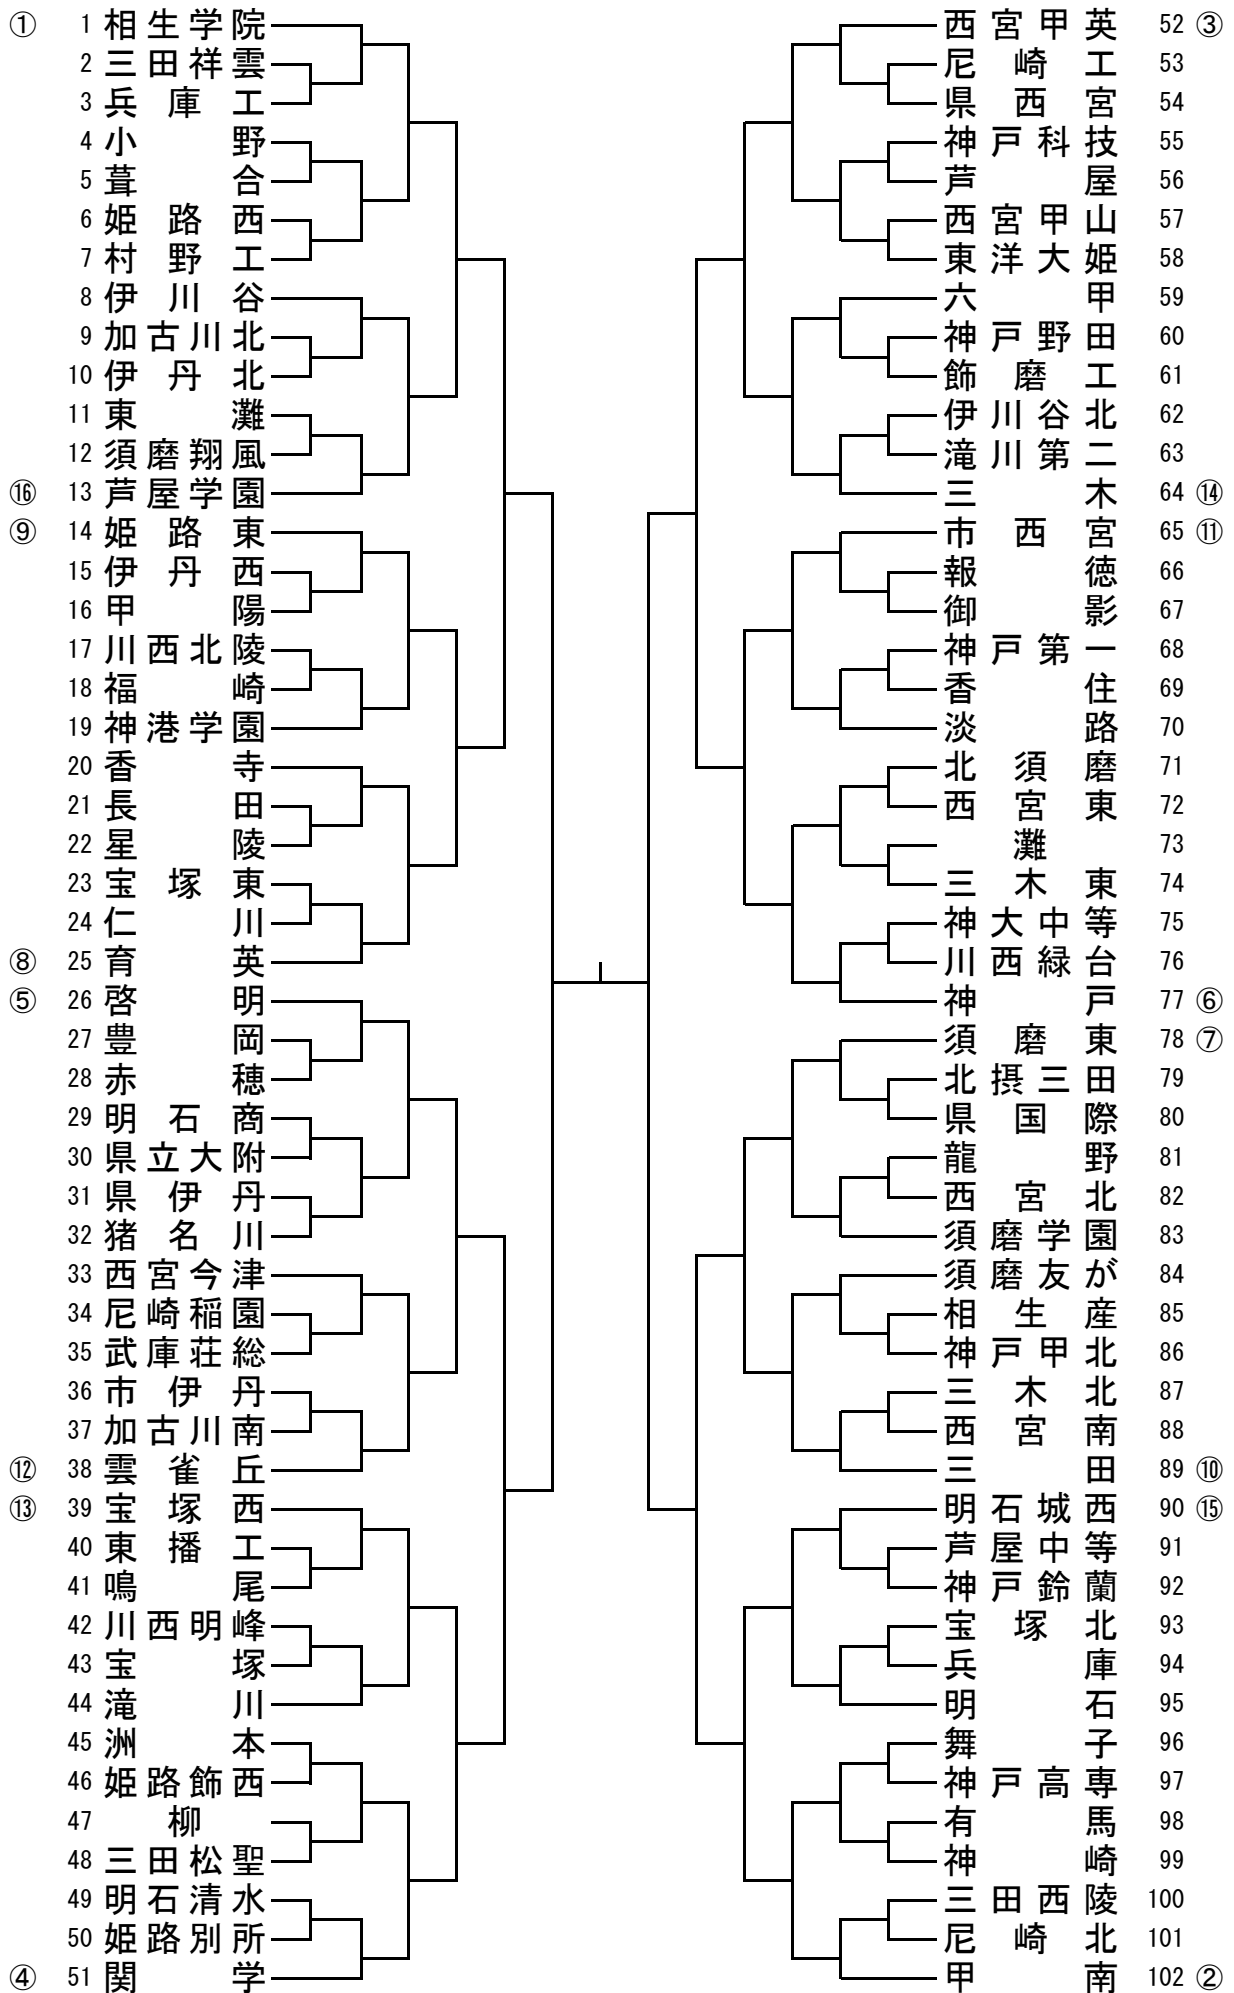 ① 1 相生学院
2 三田祥雲
3 兵庫工
4 小野
5 葺合
6 姫路西
7 村野工
8 伊川谷
9 加古川北
10 伊丹北
11 東灘
12 須磨翔風
⑯ 13 芦屋学園
⑨ 14 姫路東
15 伊丹西
16 甲陽
17 川西北陵
18 福崎
19 神港学園
20 香寺
21 長田
22 星陵
23 宝塚東
24 仁川
⑧ 25 育英
⑤ 26 啓明
27 豊岡
28 赤穂
29 明石商
30 県立大附
31 県伊丹
32 猪名川
33 西宮今津
34 尼崎稲園
35 武庫荘総
36 市伊丹
37 加古川南
⑫ 38 雲雀丘
⑬ 39 宝塚西
40 東播工
41 鳴尾
42 川西明峰
43 宝塚
44 滝川
45 洲本
46 姫路飾西
47 柳
48 三田松聖
49 明石清水
50 姫路別所
④ 51 関学
西宮甲英 52 ③
尼崎工 53
県西宮 54
神戸科技 55
芦屋 56
西宮甲山 57
東洋大姫 58
六甲 59
神戸野田 60
飾磨工 61
伊川谷北 62
滝川第二 63
三木 64 ⑭
市西宮 65 ⑪
報徳 66
御影 67
神戸第一 68
香住 69
淡路 70
北須磨 71
西宮東 72
灘 73
三木東 74
神大中等 75
川西緑台 76
神戸 77 ⑥
須磨東 78 ⑦
北摂三田 79
県国際 80
龍野 81
西宮北 82
須磨学園 83
須磨友が 84
相生産 85
神戸甲北 86
三木北 87
西宮南 88
三田 89 ⑩
明石城西 90 ⑮
芦屋中等 91
神戸鈴蘭 92
宝塚北 93
兵庫 94
明石 95
舞子 96
神戸高専 97
有馬 98
神崎 99
三田西陵 100
尼崎北 101
甲南 102 ②